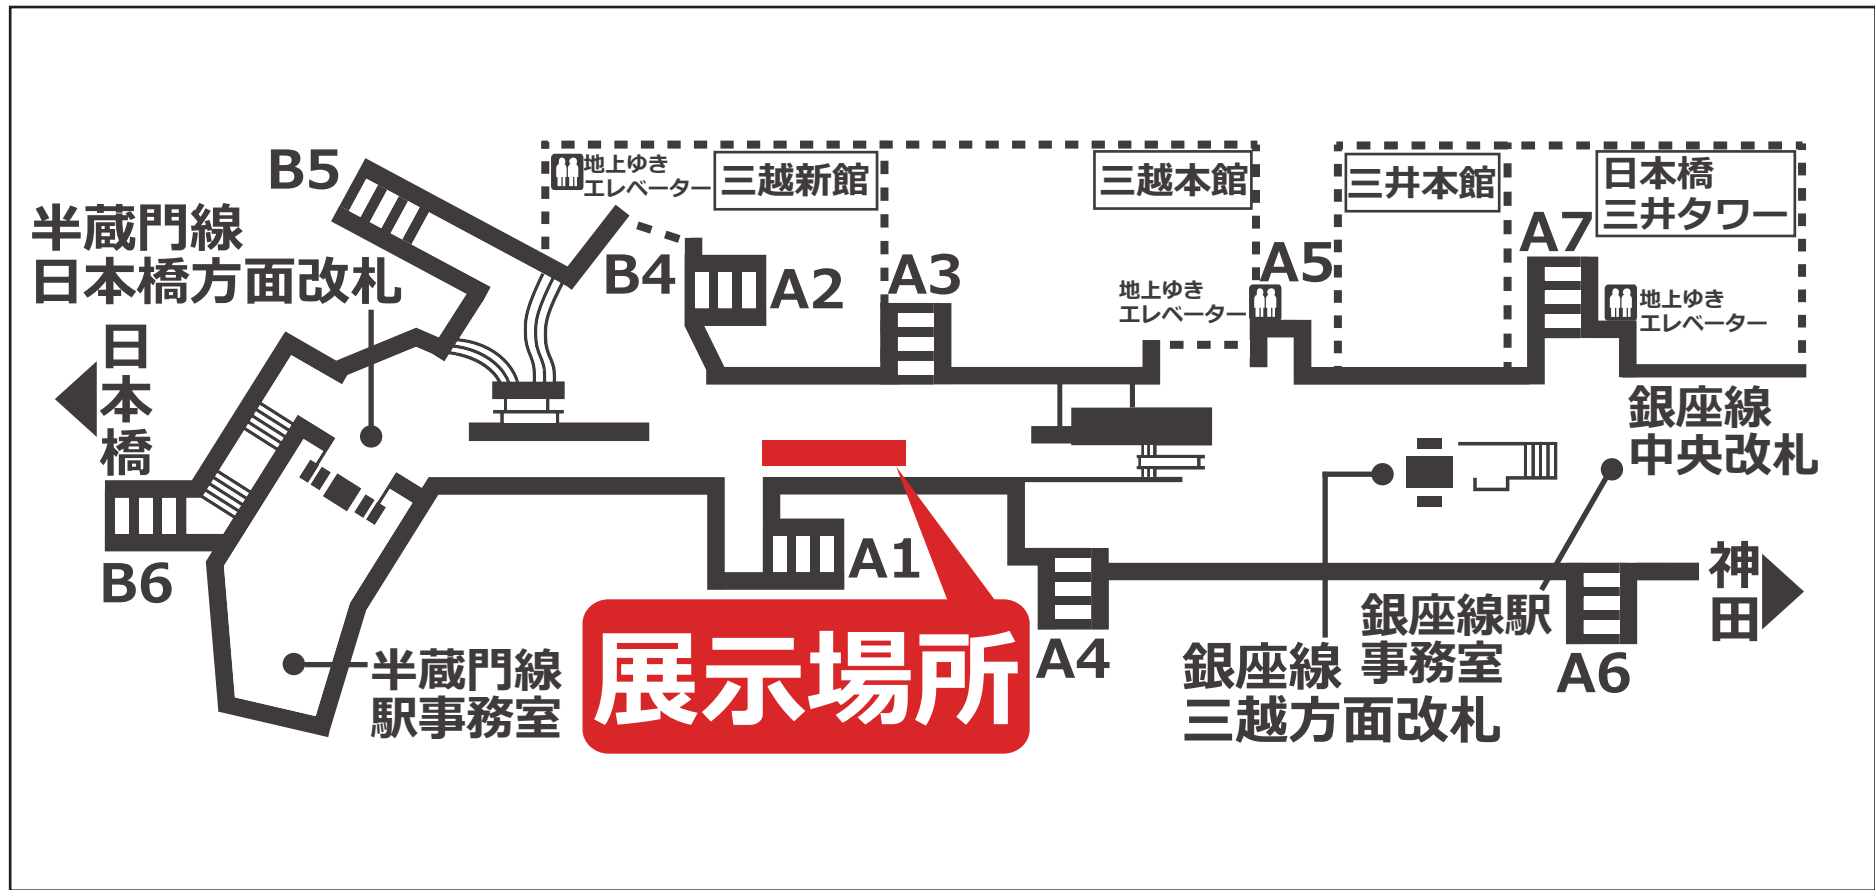 B5
地上ゆき
エレベーター
三越新館
三越本館
三井本館
日本橋
三井タワー
半蔵門線
日本橋方面改札
B4
A2
A3
地上ゆき
エレベーター
A5
A7
地上ゆき
エレベーター
日本橋
銀座線
中央改札
B6
A1
展示場所
A4
神田
半蔵門線
駅事務室
銀座線
三越方面改札
銀座線駅
事務室
A6